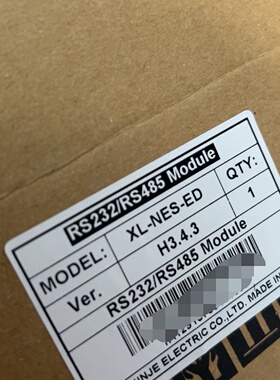 RS232/RS485 Module
MODEL: XL-NES-ED QTY:
Ver. H3.4.3 1
RS232/RS485 Module
ELECTRIC CO.,LTD. MADE IN